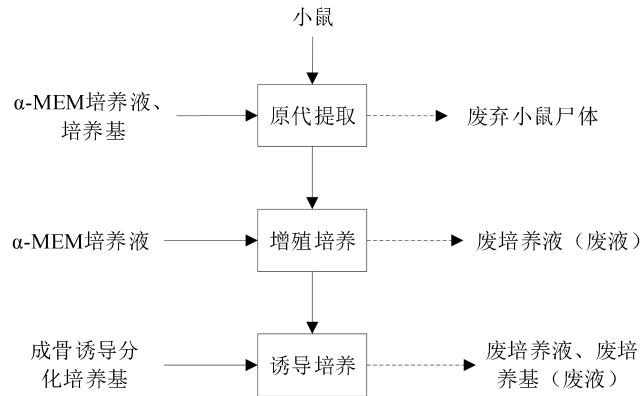 小鼠
α-MEM培养液、
培养基
原代提取
废弃小鼠尸体
α-MEM培养液
增殖培养
废培养液（废液）
成骨诱导分
化培养基
诱导培养
废培养液、废培
养基（废液）